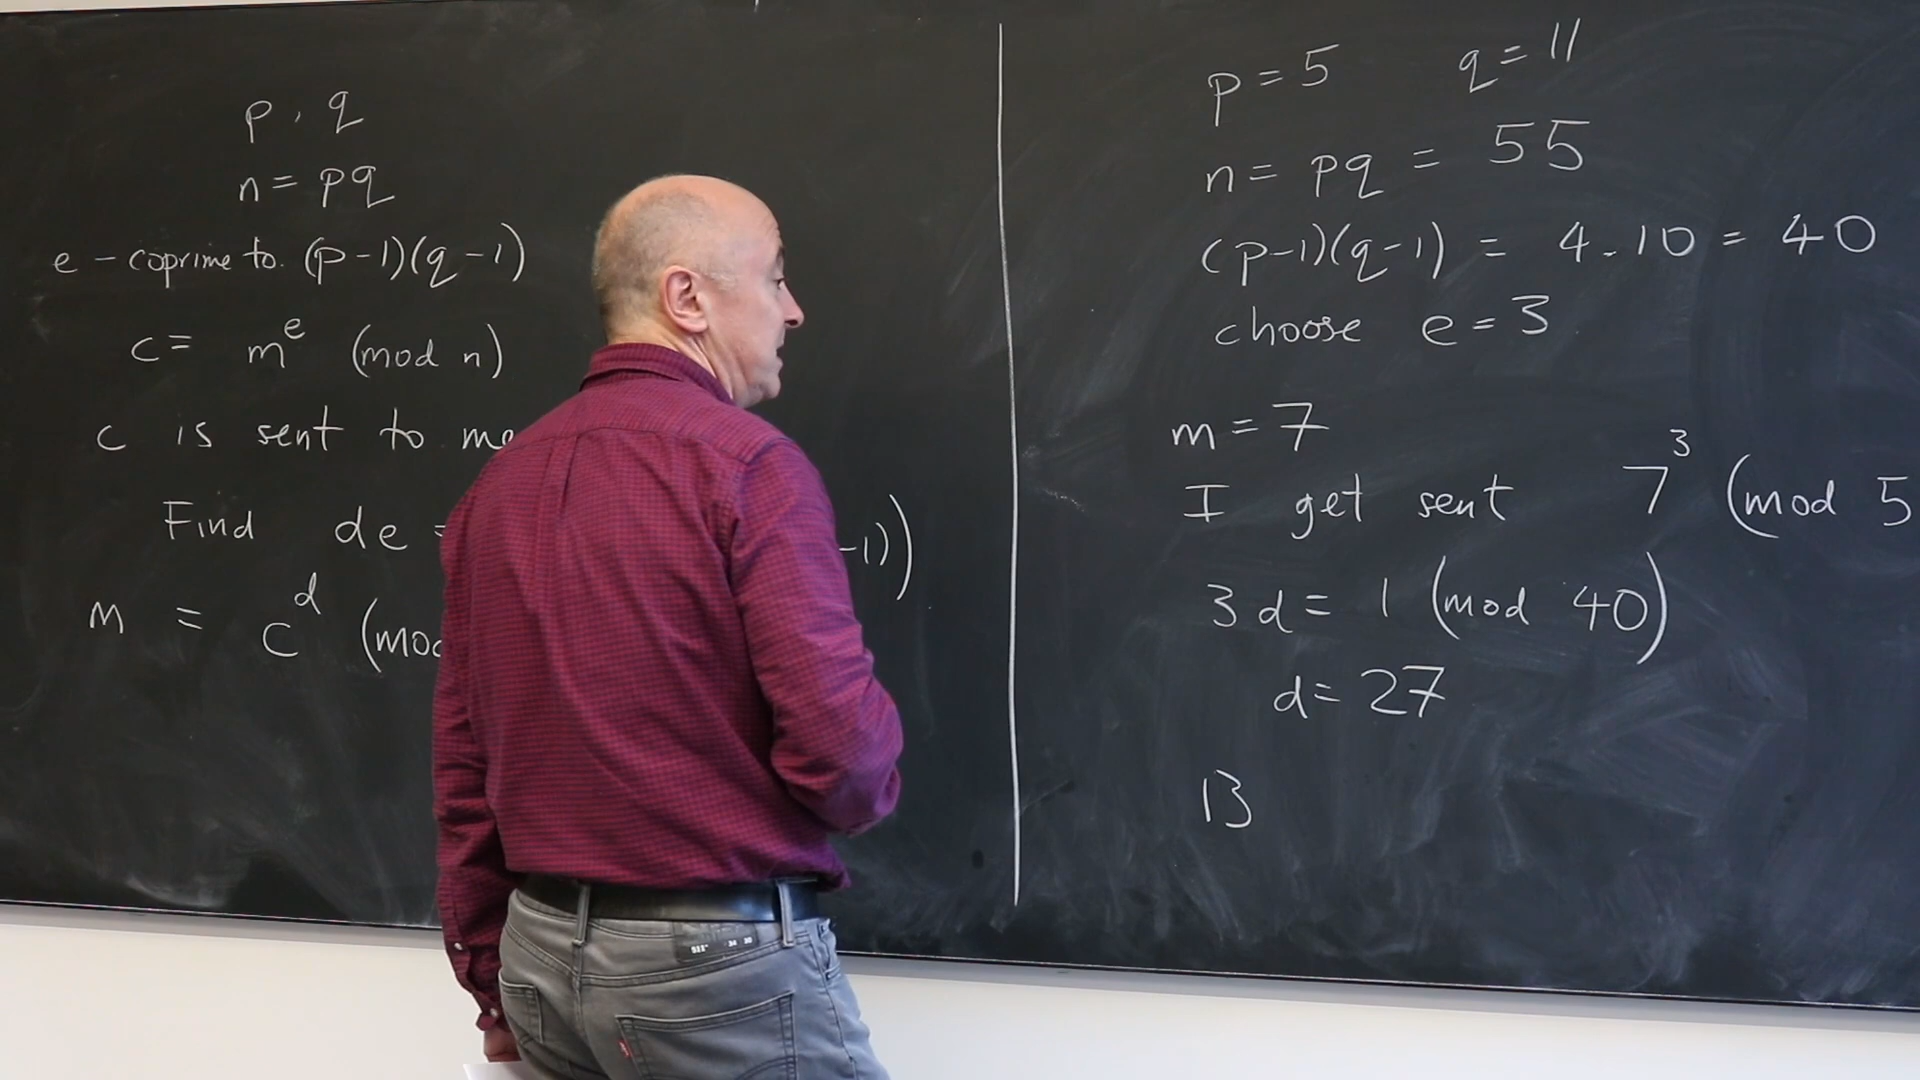 p, q
n = pq
e - coprime to (p-1)(q-1)
c = m^e (mod n)
c is sent to me
Find de = -1))
m = c^d (mod
p = 5 q = 11
n = pq = 55
(p-1)(q-1) = 4.10 = 40
choose e = 3
m = 7
I get sent 7^3 (mod 5
3d = 1 (mod 40)
d = 27
13